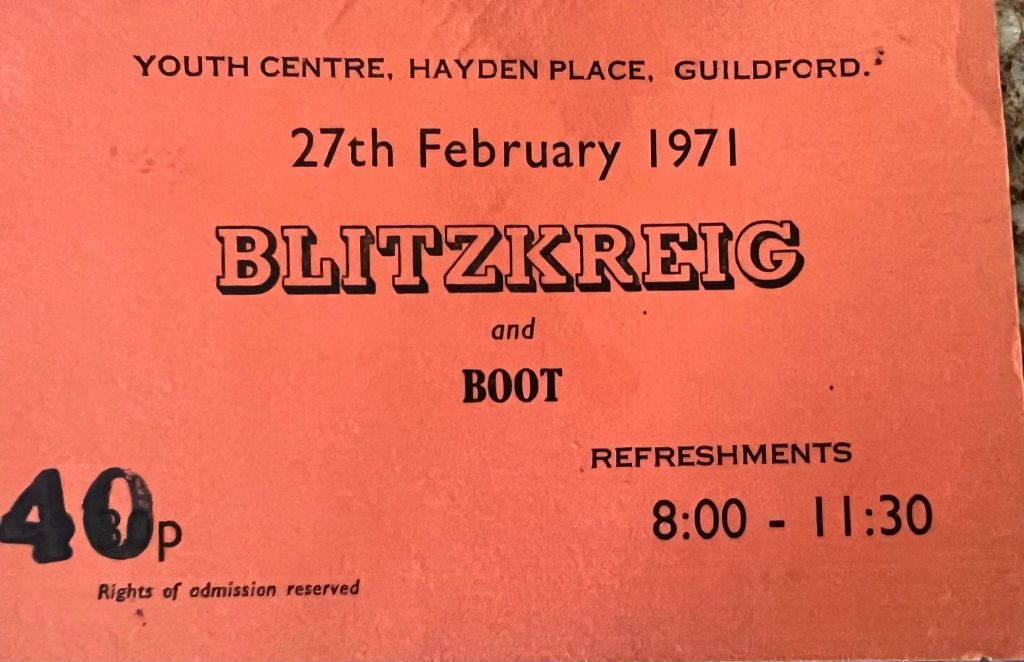 YOUTH CENTRE, HAYDEN PLACE, GUILDFORD.
27th February 1971
BLITZKREIG
and
BOOT
REFRESHMENTS
40p
8:00 - 11:30
Rights of admission reserved